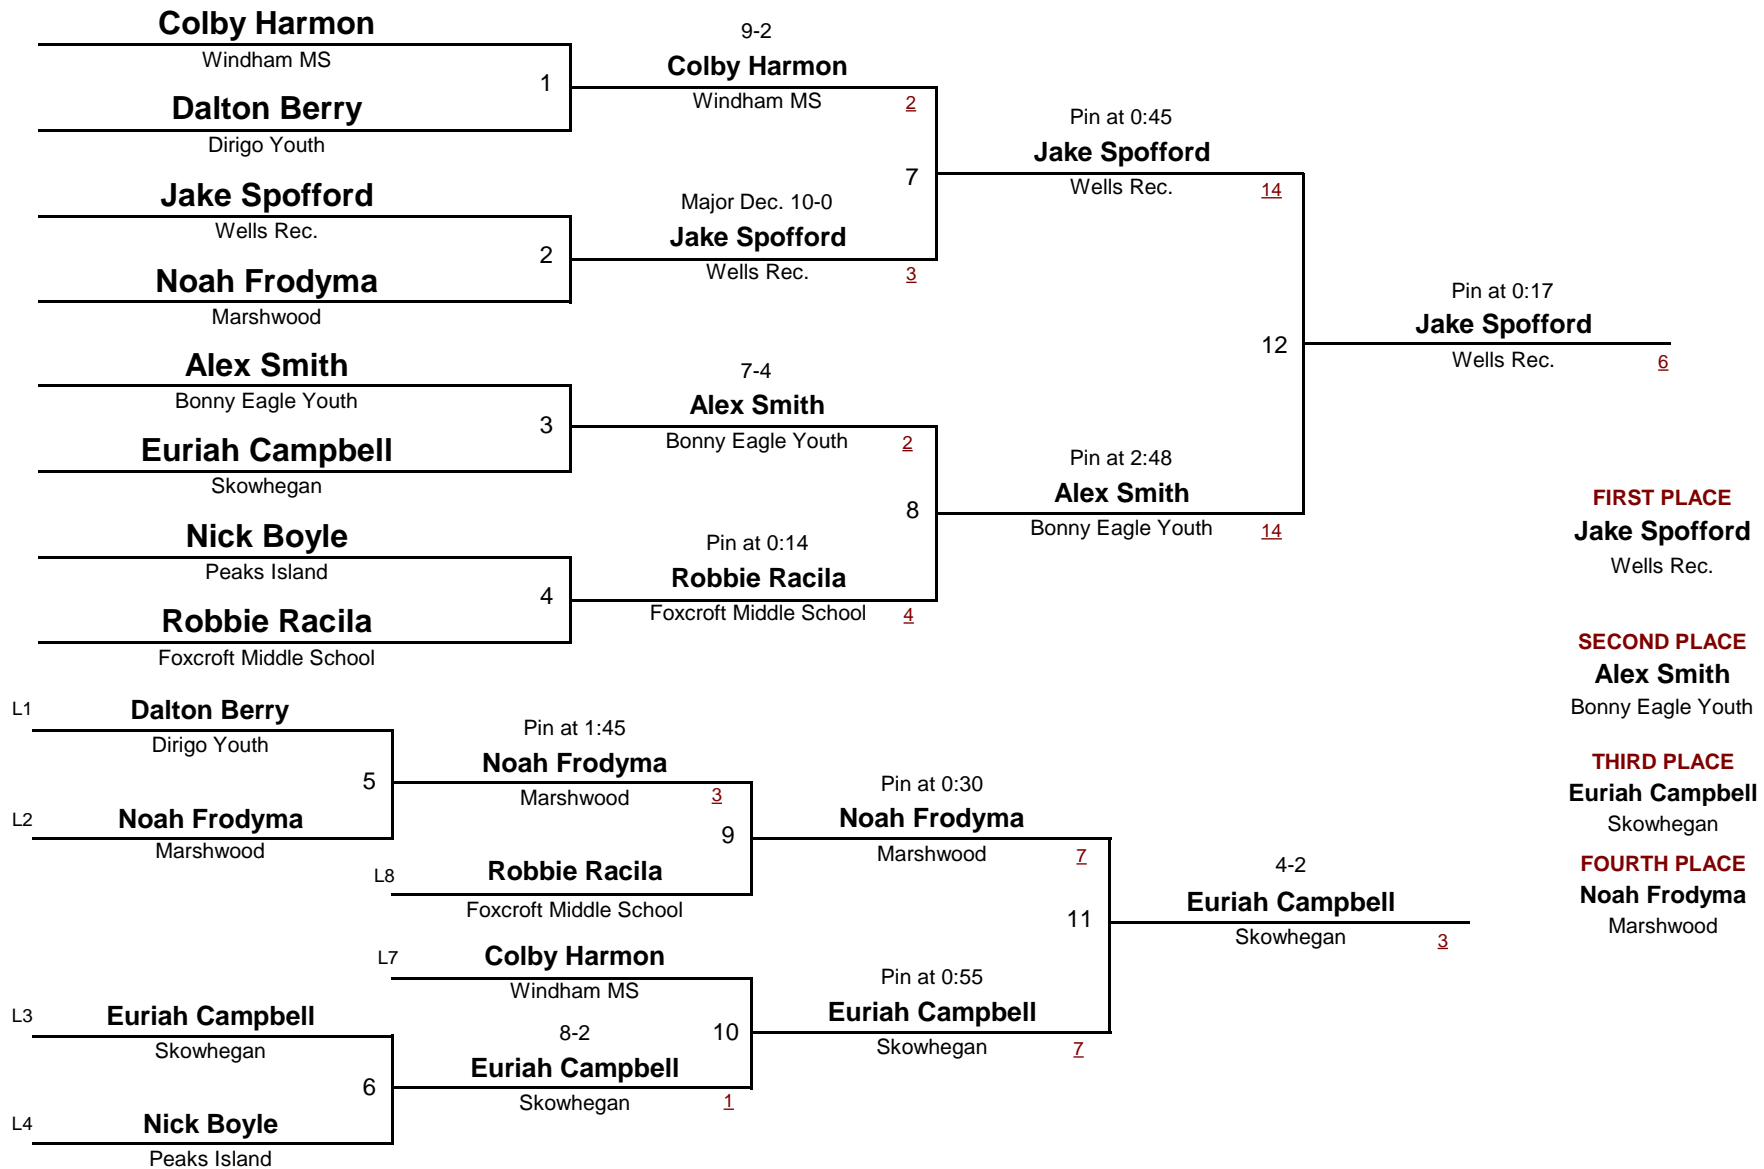 Colby Harmon
Windham MS
1
Dalton Berry
Dirigo Youth
9-2
Colby Harmon
Windham MS
2
Jake Spofford
Wells Rec.
2
Noah Frodyma
Marshwood
7
Major Dec. 10-0
Jake Spofford
Wells Rec.
3
Pin at 0:45
Jake Spofford
Wells Rec.
14
Alex Smith
Bonny Eagle Youth
3
Euriah Campbell
Skowhegan
7-4
Alex Smith
Bonny Eagle Youth
2
Nick Boyle
Peaks Island
4
Robbie Racila
Foxcroft Middle School
8
Pin at 0:14
Robbie Racila
Foxcroft Middle School
4
Pin at 2:48
Alex Smith
Bonny Eagle Youth
14
12
Pin at 0:17
Jake Spofford
Wells Rec.
6
FIRST PLACE
Jake Spofford
Wells Rec.
SECOND PLACE
Alex Smith
Bonny Eagle Youth
THIRD PLACE
Euriah Campbell
Skowhegan
FOURTH PLACE
Noah Frodyma
Marshwood
L1
Dalton Berry
Dirigo Youth
5
L2
Noah Frodyma
Marshwood
Pin at 1:45
Noah Frodyma
Marshwood
3
9
L8
Robbie Racila
Foxcroft Middle School
Pin at 0:30
Noah Frodyma
Marshwood
7
L7
Colby Harmon
Windham MS
10
L3
Euriah Campbell
Skowhegan
6
L4
Nick Boyle
Peaks Island
8-2
Euriah Campbell
Skowhegan
1
Pin at 0:55
Euriah Campbell
Skowhegan
7
11
4-2
Euriah Campbell
Skowhegan
3